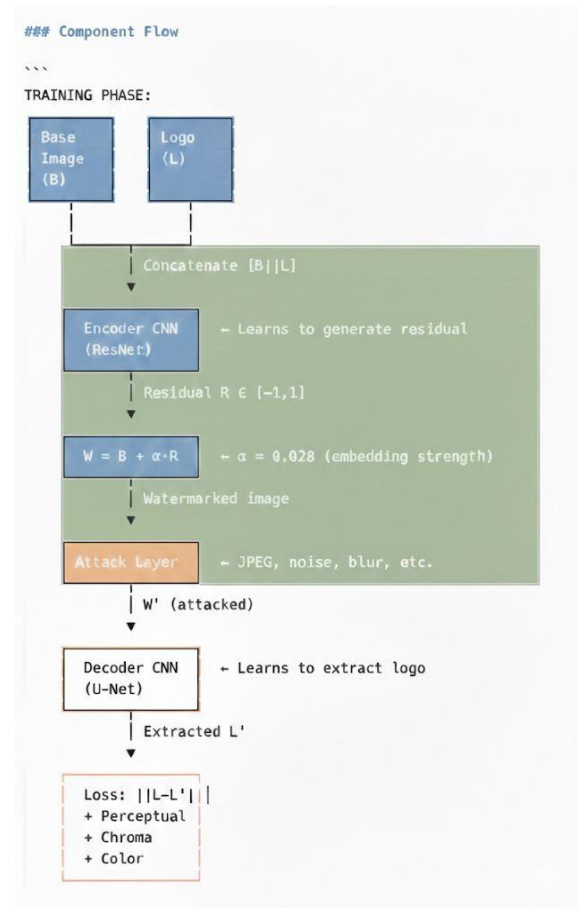 ### Component Flow
```
TRAINING PHASE:
Base Logo
Image (L)
(B)
Concatenate [B||L]
Encoder CNN ← Learns to generate residual
(ResNet)
Residual R ∈ [-1,1]
W = B + α·R ← α = 0.028 (embedding strength)
Watermarked image
Attack Layer ← JPEG, noise, blur, etc.
W' (attacked)
Decoder CNN ← Learns to extract logo
(U-Net)
Extracted L'
Loss: ||L-L'||
+ Perceptual
+ Chroma
+ Color